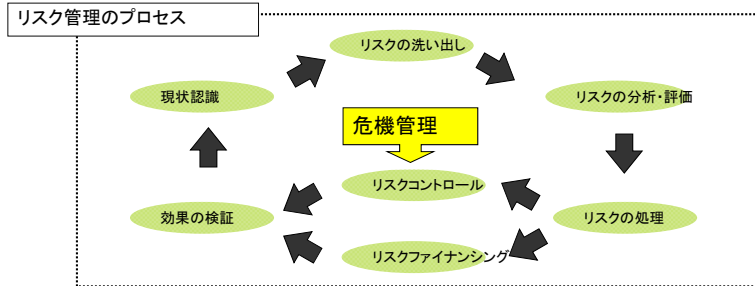 リスク管理のプロセス
リスクの洗い出し
現状認識
リスクの分析・評価
危機管理
リスクコントロール
効果の検証
リスクの処理
リスクファイナンシング